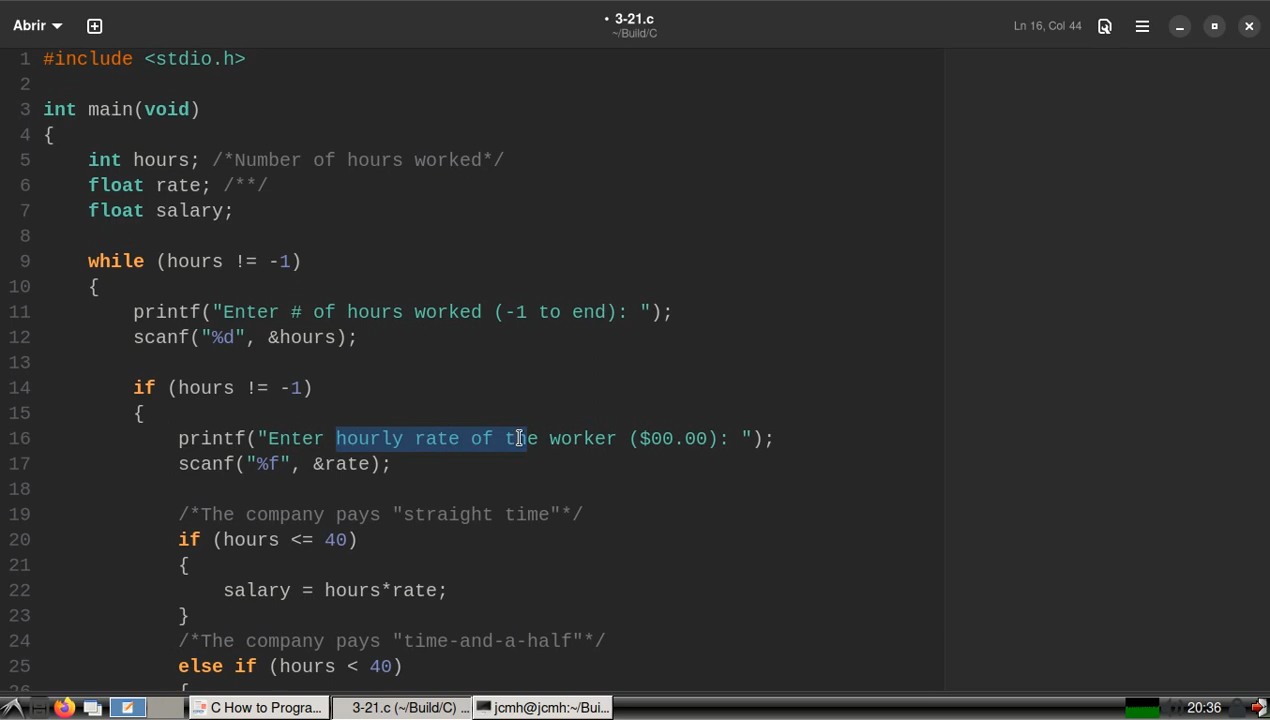 Abrir
• 3-21.c
~/Build/C
Ln 16, Col 44
1 #include <stdio.h>
2
3 int main(void)
4 {
5     int hours; /*Number of hours worked*/
6     float rate; /**/
7     float salary;
8
9     while (hours != -1)
10     {
11         printf("Enter # of hours worked (-1 to end): ");
12         scanf("%d", &hours);
13
14         if (hours != -1)
15         {
16             printf("Enter hourly rate of the worker ($00.00): ");
17             scanf("%f", &rate);
18
19             /*The company pays "straight time"*/
20             if (hours <= 40)
21             {
22                 salary = hours*rate;
23             }
24             /*The company pays "time-and-a-half"*/
25             else if (hours < 40)
26             {
C How to Progra...
3-21.c (~/Build/C) ...
jcmh@jcmh:~/Bui...
20:36